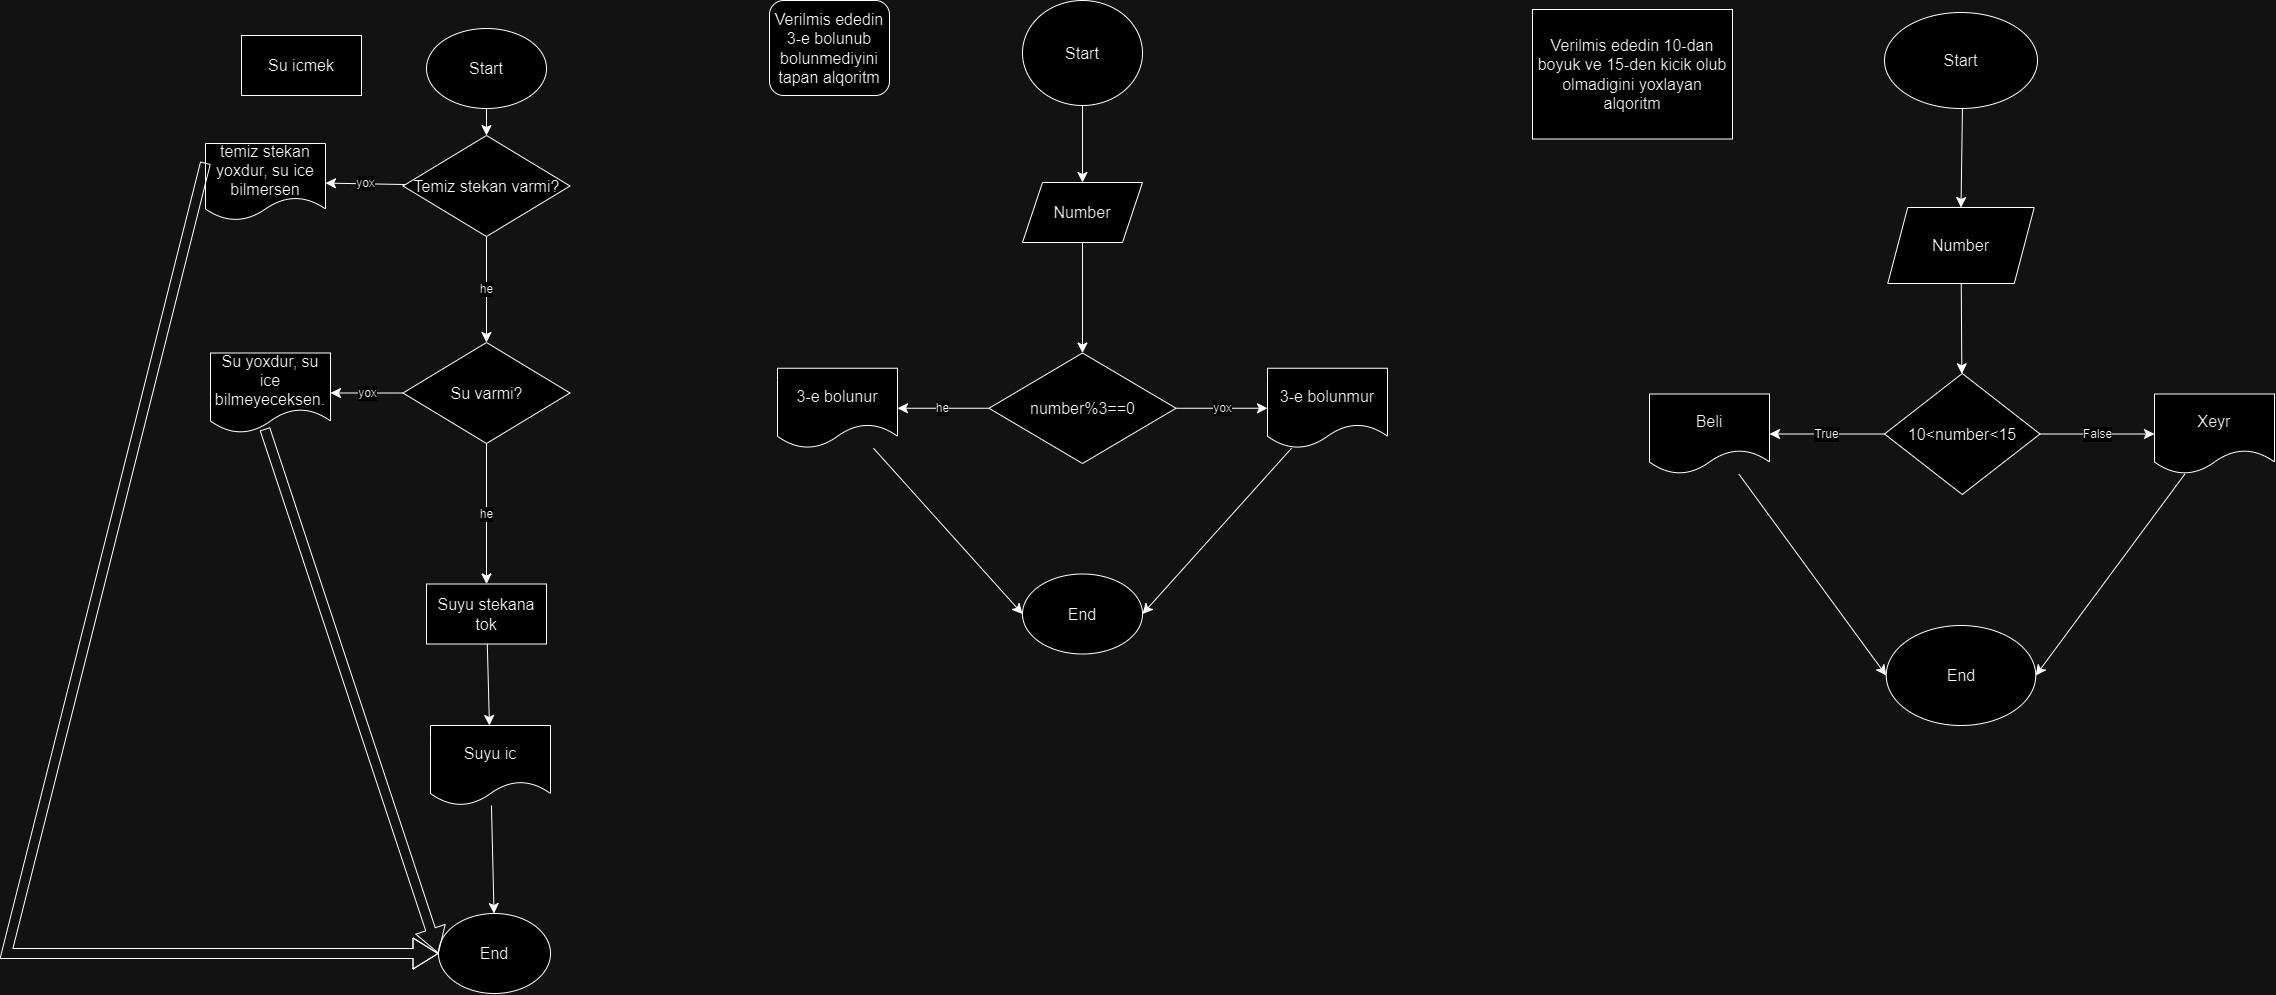 Su icmek
Start
temiz stekan
yoxdur, su ice
bilmersen
yox
Temiz stekan varmi?
he
Su yoxdur, su
ice
bilmeyeceksen.
yox
Su varmi?
he
Suyu stekana
tok
Suyu ic
End
Verilmis ededin
3-e bolunub
bolunmediyini
tapan alqoritm
Start
Number
3-e bolunur
he
number%3==0
yox
3-e bolunmur
End
Verilmis ededin 10-dan
boyuk ve 15-den kicik olub
olmadigini yoxlayan
alqoritm
Start
Number
Beli
True
10<number<15
False
Xeyr
End